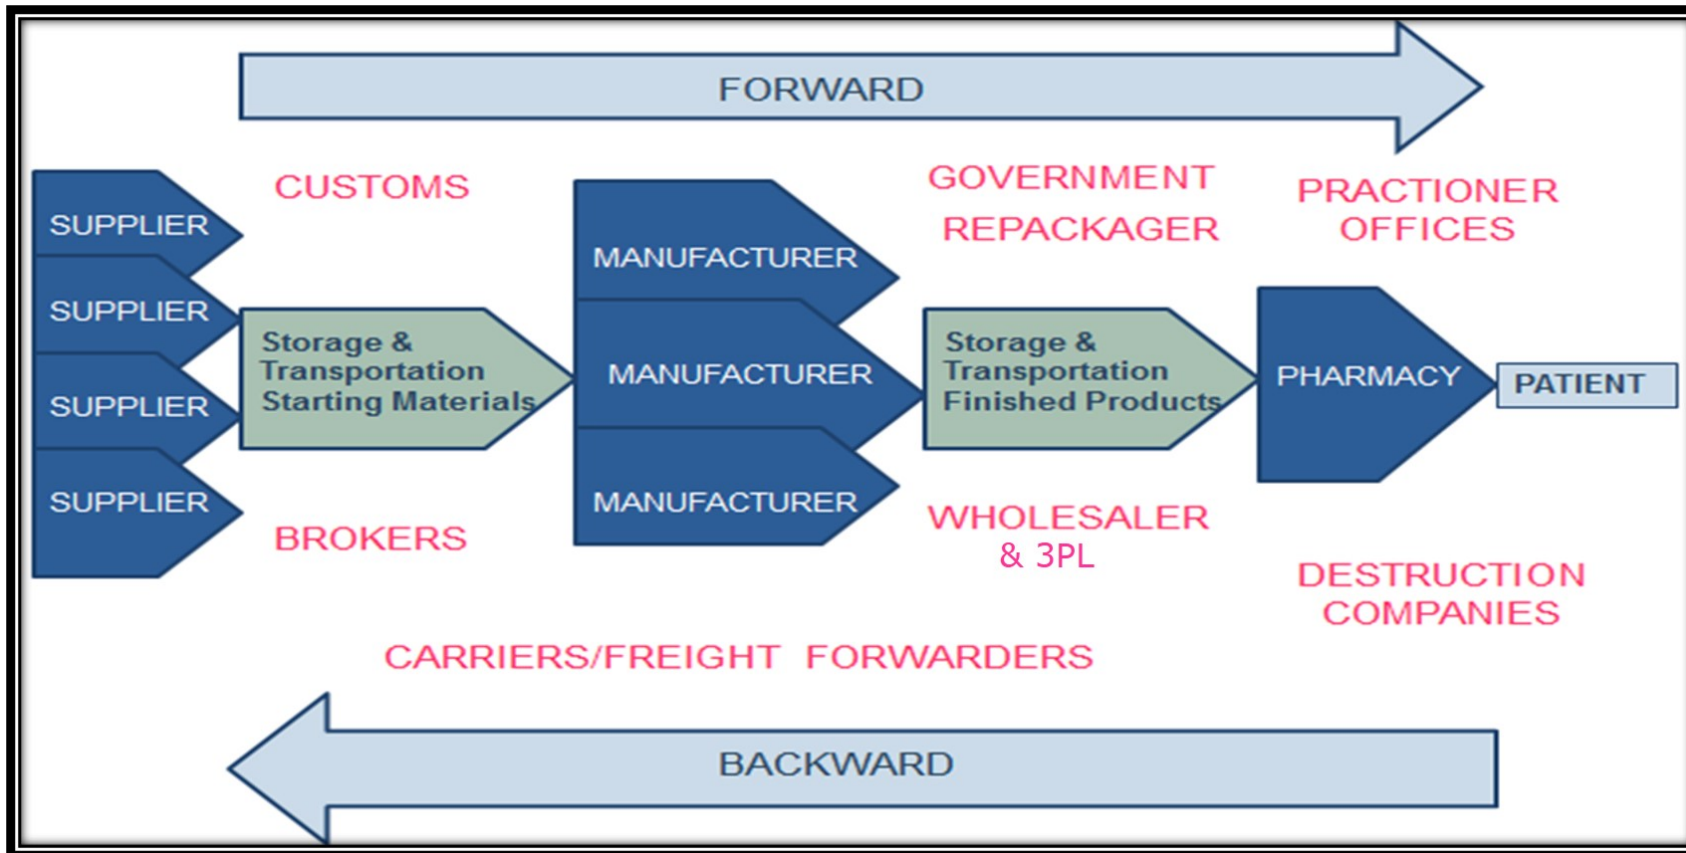 FORWARD
CUSTOMS
GOVERNMENT
REPACKAGER
PRACTIONER
OFFICES
SUPPLIER
SUPPLIER
SUPPLIER
SUPPLIER
Storage &
Transportation
Starting Materials
MANUFACTURER
MANUFACTURER
MANUFACTURER
Storage &
Transportation
Finished Products
PHARMACY
PATIENT
BROKERS
WHOLESALER
& 3PL
DESTRUCTION
COMPANIES
CARRIERS/FREIGHT FORWARDERS
BACKWARD